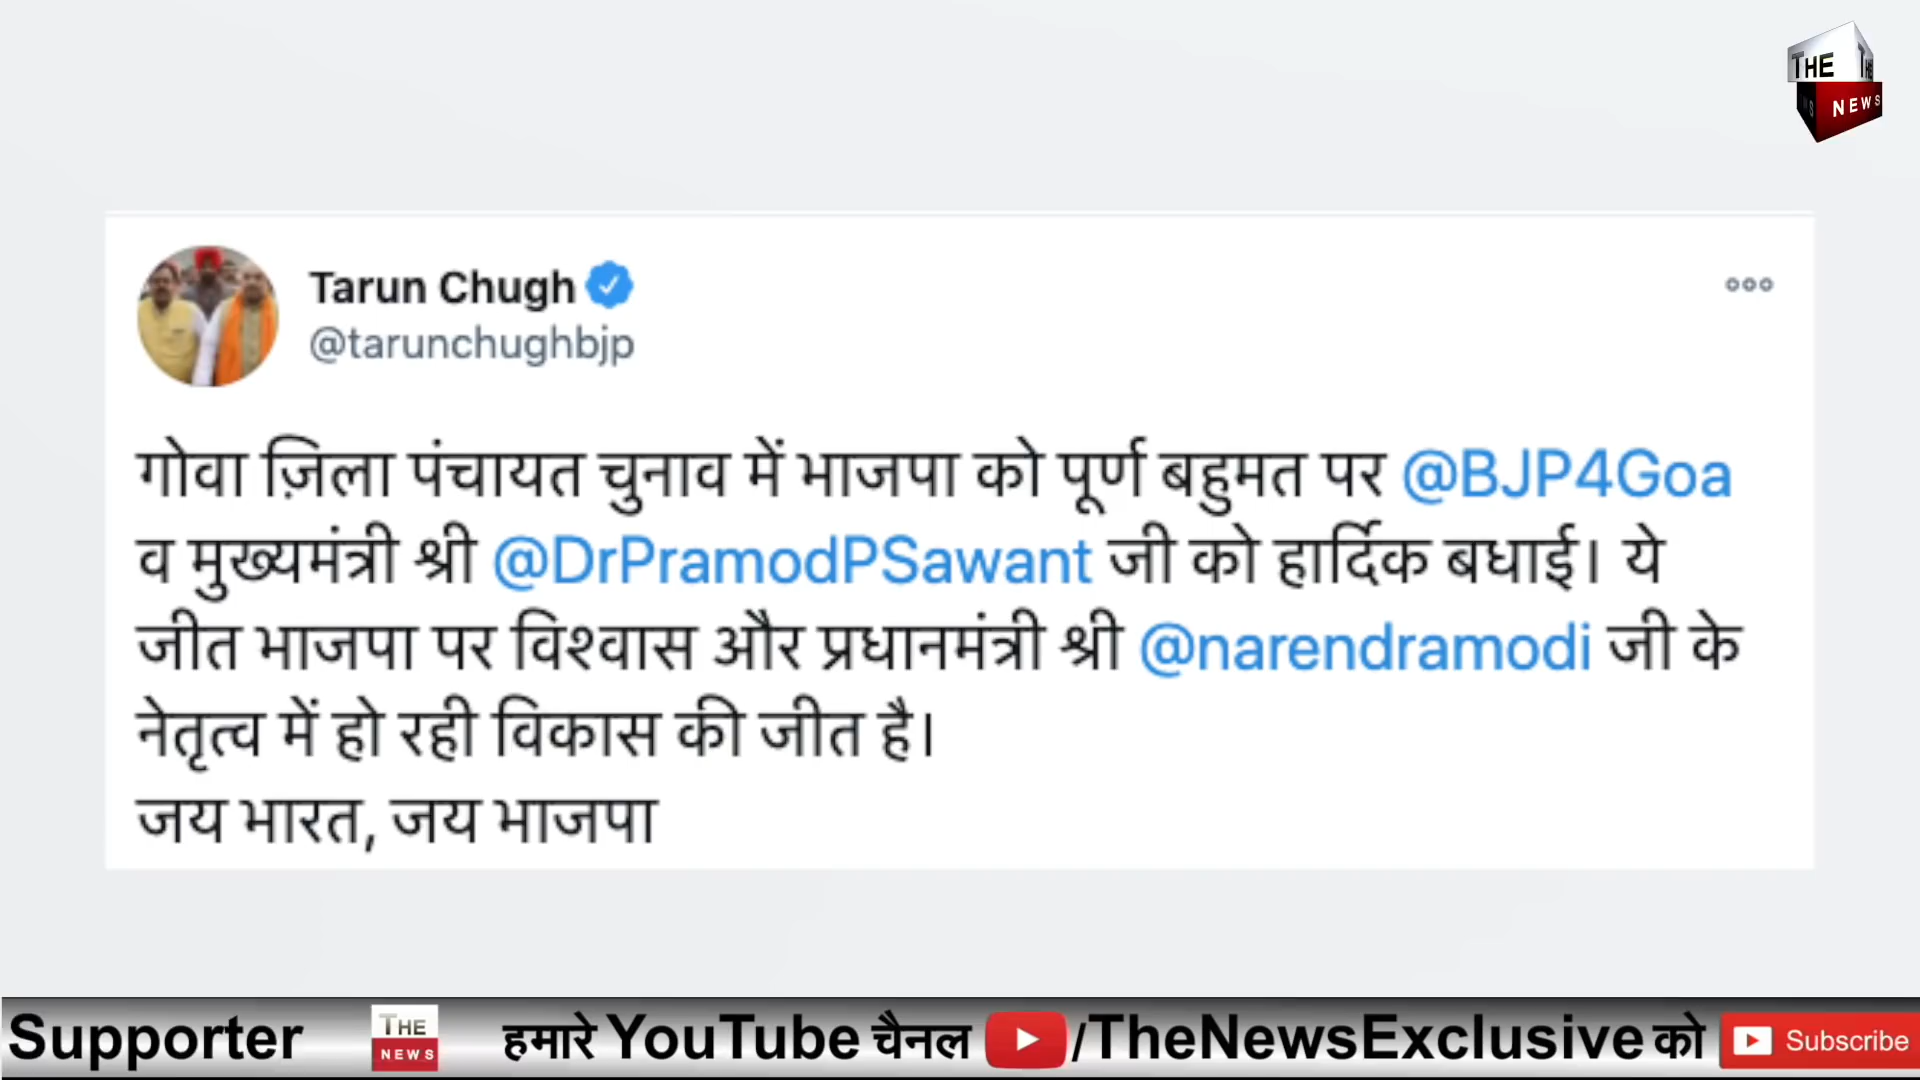 THE
NEWS
Tarun Chugh
@tarunchughbjp
गोवा ज़िला पंचायत चुनाव में भाजपा को पूर्ण बहुमत पर @BJP4Goa
व मुख्यमंत्री श्री @DrPramodPSawant जी को हार्दिक बधाई। ये
जीत भाजपा पर विश्वास और प्रधानमंत्री श्री @narendramodi जी के
नेतृत्व में हो रही विकास की जीत है।
जय भारत, जय भाजपा
Supporter THE NEWS हमारे YouTube चैनल /TheNewsExclusive को Subscribe